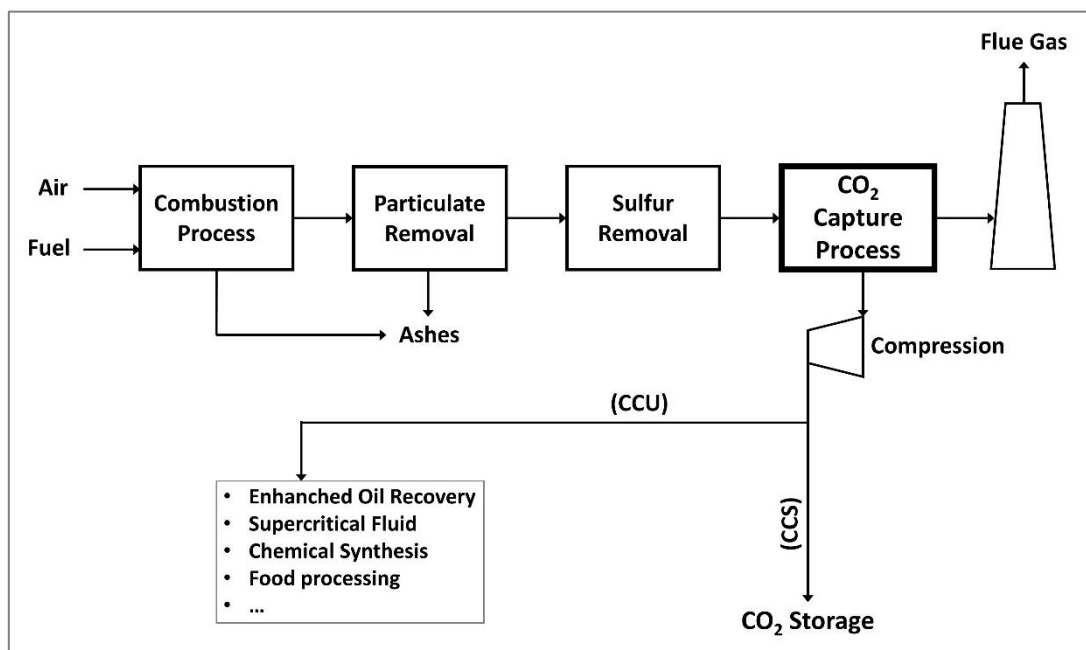 Flue Gas
Air
Fuel
Combustion
Process
Particulate
Removal
Sulfur
Removal
CO₂
Capture
Process
Ashes
Compression
(CCU)
• Enhanched Oil Recovery
• Supercritical Fluid
• Chemical Synthesis
• Food processing
• ...
(CCS)
CO₂ Storage